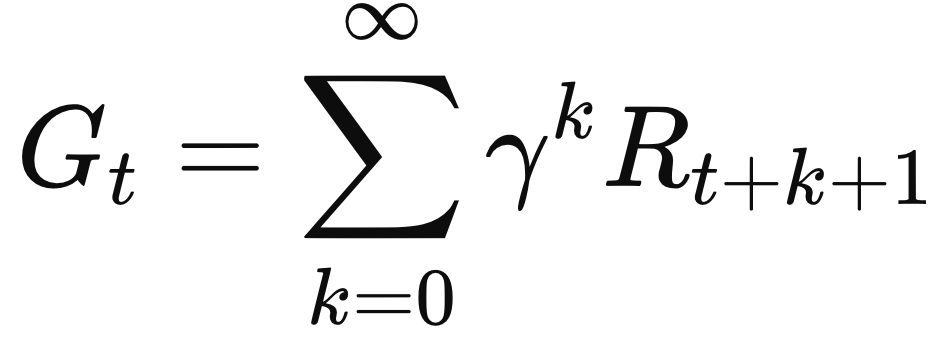 G_t = \sum_{k=0}^{\infty} \gamma^k R_{t+k+1}